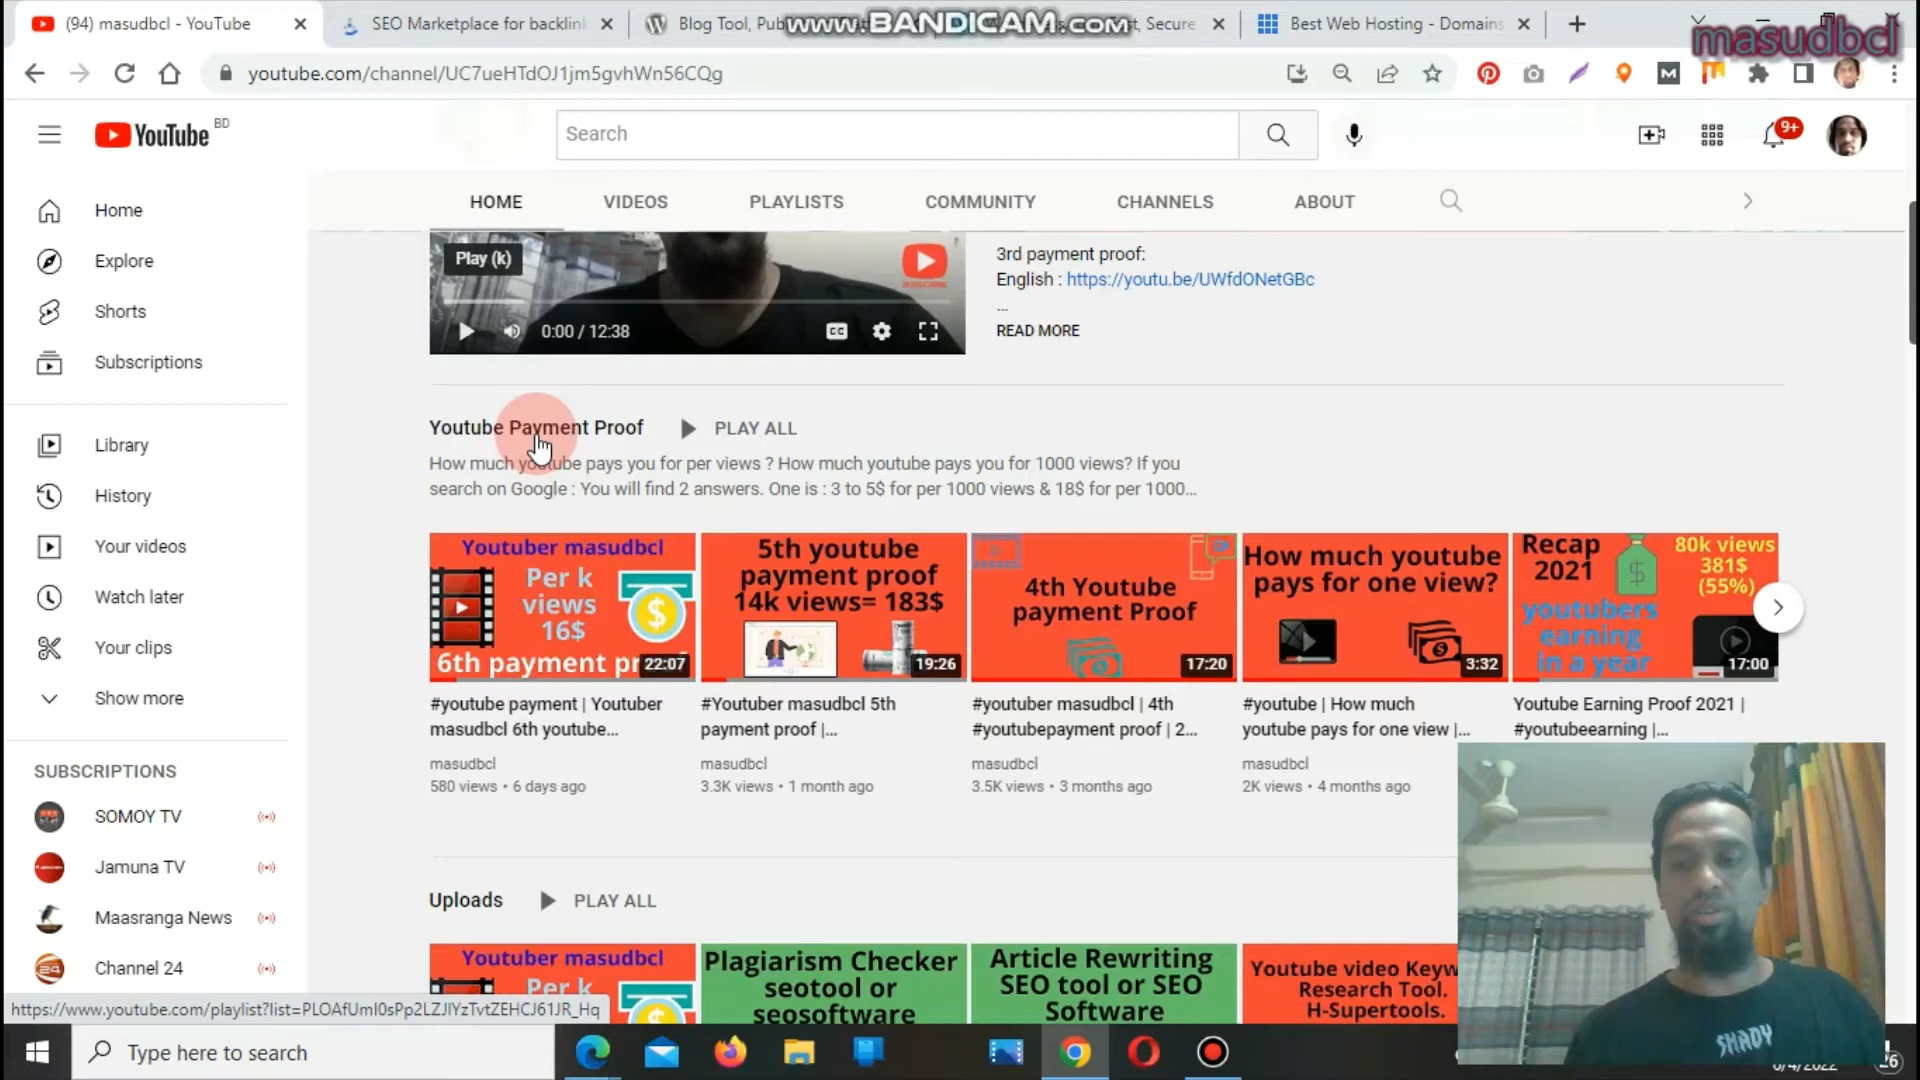 (94) masudbcl - YouTube
SEO Marketplace for backlin
Blog Tool, Pub
st, Secure
Best Web Hosting - Domains
www.BANDICAM.com
masudbcl
youtube.com/channel/UC7ueHTdOJ1jm5gvhWn56CQg
YouTube
BD
Search
9+
HOME
VIDEOS
PLAYLISTS
COMMUNITY
CHANNELS
ABOUT
Home
Explore
Shorts
Subscriptions
Library
History
Your videos
Watch later
Your clips
Show more
SUBSCRIPTIONS
SOMOY TV
Jamuna TV
Maasranga News
Channel 24
Play (k)
0:00 / 12:38
3rd payment proof:
English : https://youtu.be/UWfdONetGBc
...
READ MORE
Youtube Payment Proof
PLAY ALL
How much youtube pays you for per views ? How much youtube pays you for 1000 views? If you
search on Google : You will find 2 answers. One is : 3 to 5$ for per 1000 views & 18$ for per 1000...
Youtuber masudbcl
Per k
views
16$
6th payment pr
22:07
5th youtube
payment proof
14k views= 183$
19:26
4th Youtube
payment Proof
17:20
How much youtube
pays for one view?
3:32
Recap
2021
80k views
381$
(55%)
youtubers
earning
in a year
17:00
#youtube payment | Youtuber
masudbcl 6th youtube...
masudbcl
580 views • 6 days ago
#Youtuber masudbcl 5th
payment proof |...
masudbcl
3.3K views • 1 month ago
#youtuber masudbcl | 4th
#youtubepayment proof | 2...
masudbcl
3.5K views • 3 months ago
#youtube | How much
youtube pays for one view |...
masudbcl
2K views • 4 months ago
Youtube Earning Proof 2021 |
#youtubeearning |...
Uploads
PLAY ALL
Youtuber masudbcl
Per k
Plagiarism Checker
seotool or
seosoftware
Article Rewriting
SEO tool or SEO
Software
Youtube video Keyw
Research Tool.
H-Supertools.
SHADY
https://www.youtube.com/playlist?list=PLOAfUmI0sPp2LZJIYzTvtZEHCJ61JR_Hq
Type here to search
6/4/2022
26